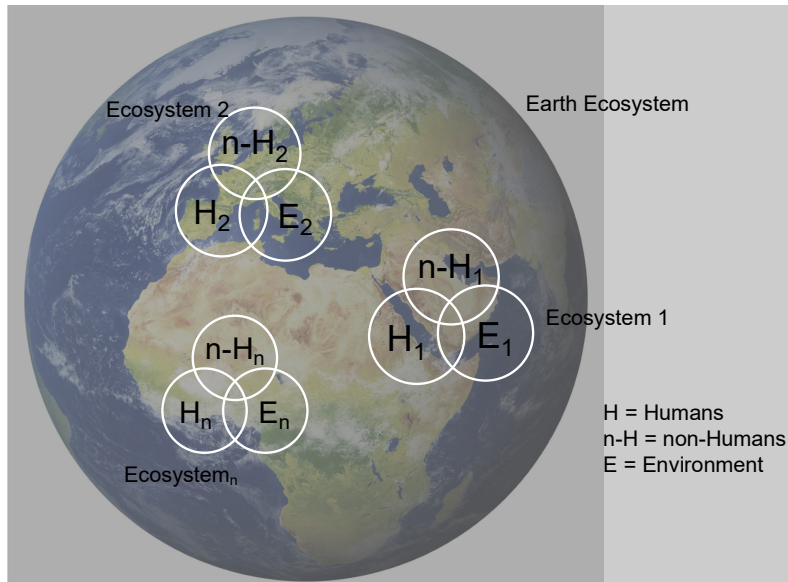 Ecosystem 2
Earth Ecosystem
n-H₂
H₂
E₂
n-H₁
H₁
E₁
Ecosystem 1
n-Hₙ
Hₙ
Eₙ
Ecosystemₙ
H = Humans
n-H = non-Humans
E = Environment